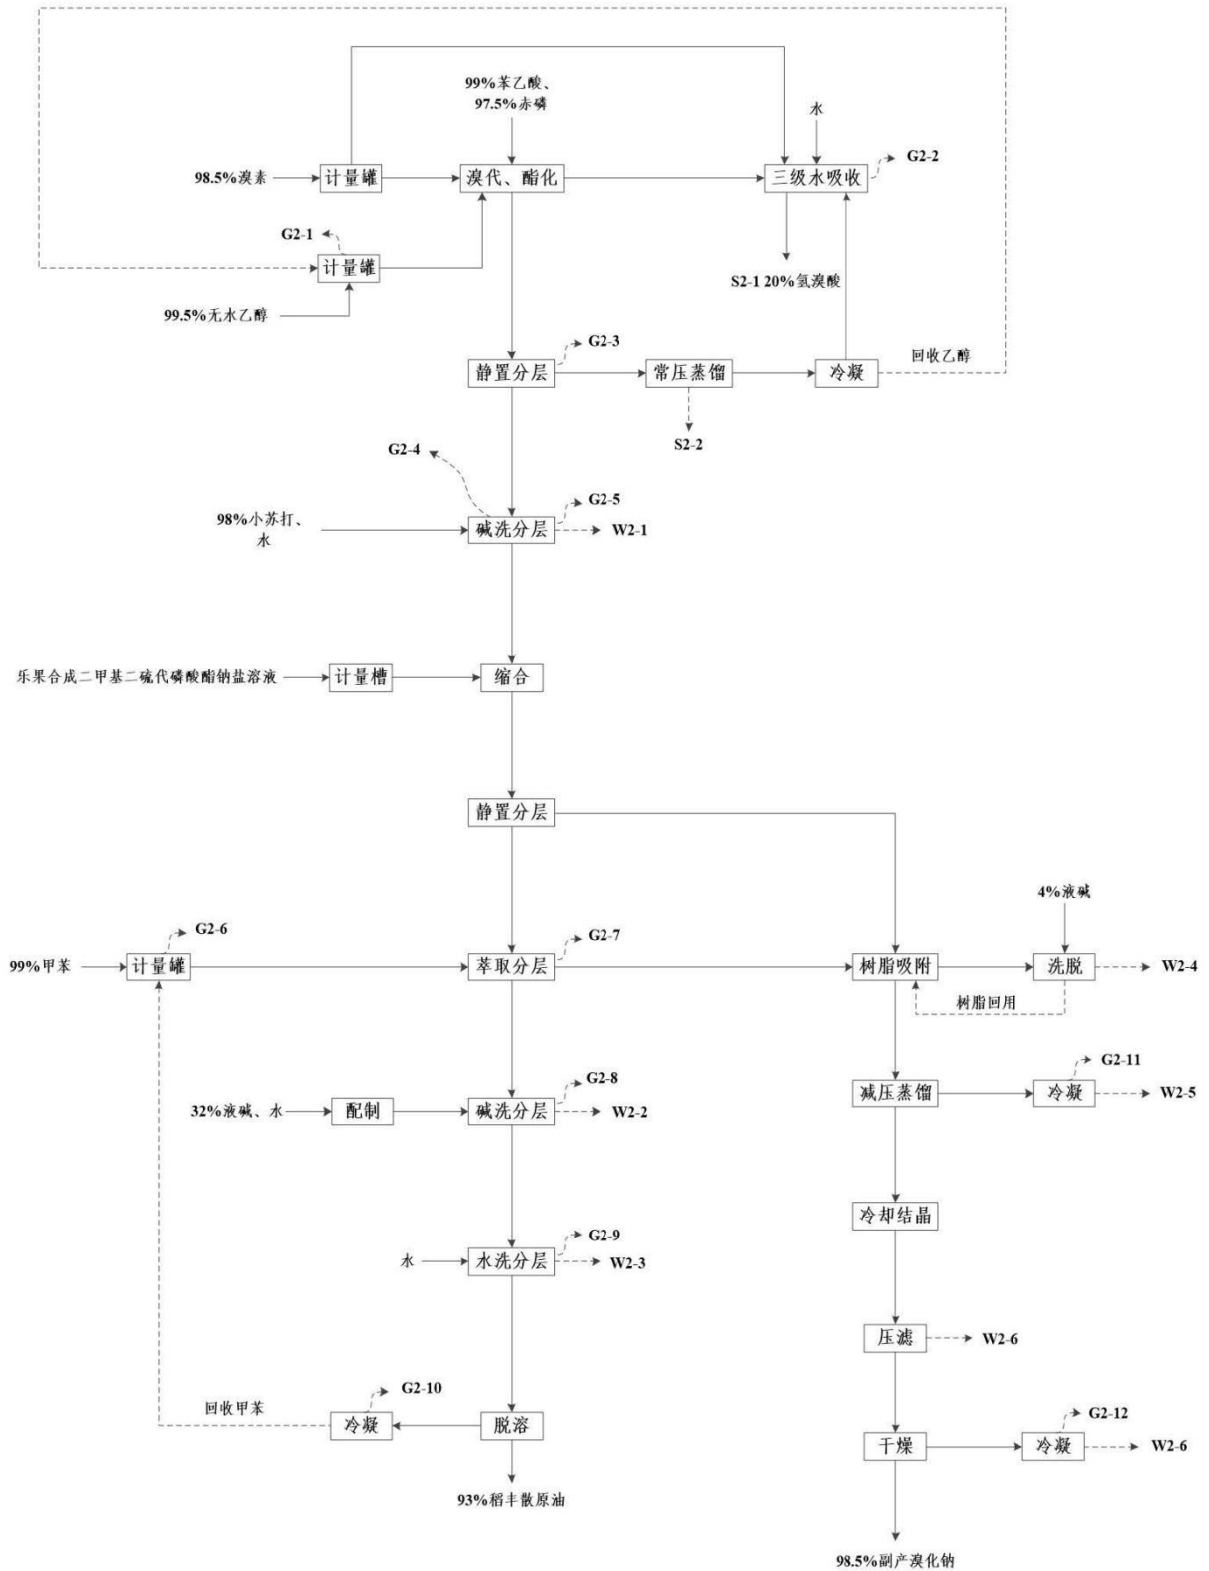 99%苯乙酸、
97.5%赤磷
水
98.5%溴素
计量罐
溴代、酯化
三级水吸收
G2-2
G2-1
计量罐
S2-1 20%氢溴酸
99.5%无水乙醇
G2-3
回收乙醇
静置分层
常压蒸馏
冷凝
S2-2
G2-4
G2-5
98%小苏打、
水
碱洗分层
W2-1
乐果合成二甲基二硫代磷酸酯钠盐溶液
计量槽
缩合
静置分层
4%液碱
G2-6
G2-7
99%甲苯
计量罐
萃取分层
树脂吸附
洗脱
W2-4
树脂回用
G2-11
G2-8
32%液碱、水
配制
碱洗分层
W2-2
减压蒸馏
冷凝
W2-5
冷却结晶
G2-9
水
水洗分层
W2-3
压滤
W2-6
G2-10
回收甲苯
冷凝
脱溶
G2-12
干燥
冷凝
W2-6
93%稻丰散原油
98.5%副产溴化钠